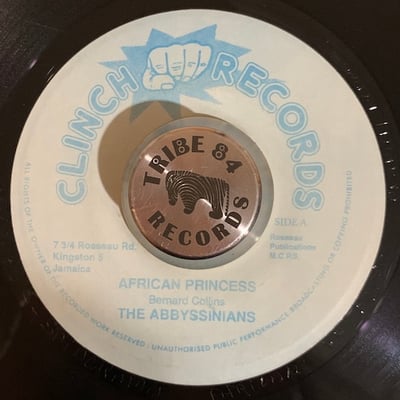 CLINCH RECORDS
TRIBE 84
RECORDS
SIDE A
7 3/4 Rosseau Rd.
Kingston 5
Jamaica
Rosseau
Publications
M.C.P.S.
AFRICAN PRINCESS
Bernard Collins
THE ABBYSSINIANS
ALL RIGHTS OF THE OWNER OF THE RECORDED WORK RESERVED : UNAUTHORISED PUBLIC PERFORMANCE, BROADCASTING OR COPYING PROHIBITED